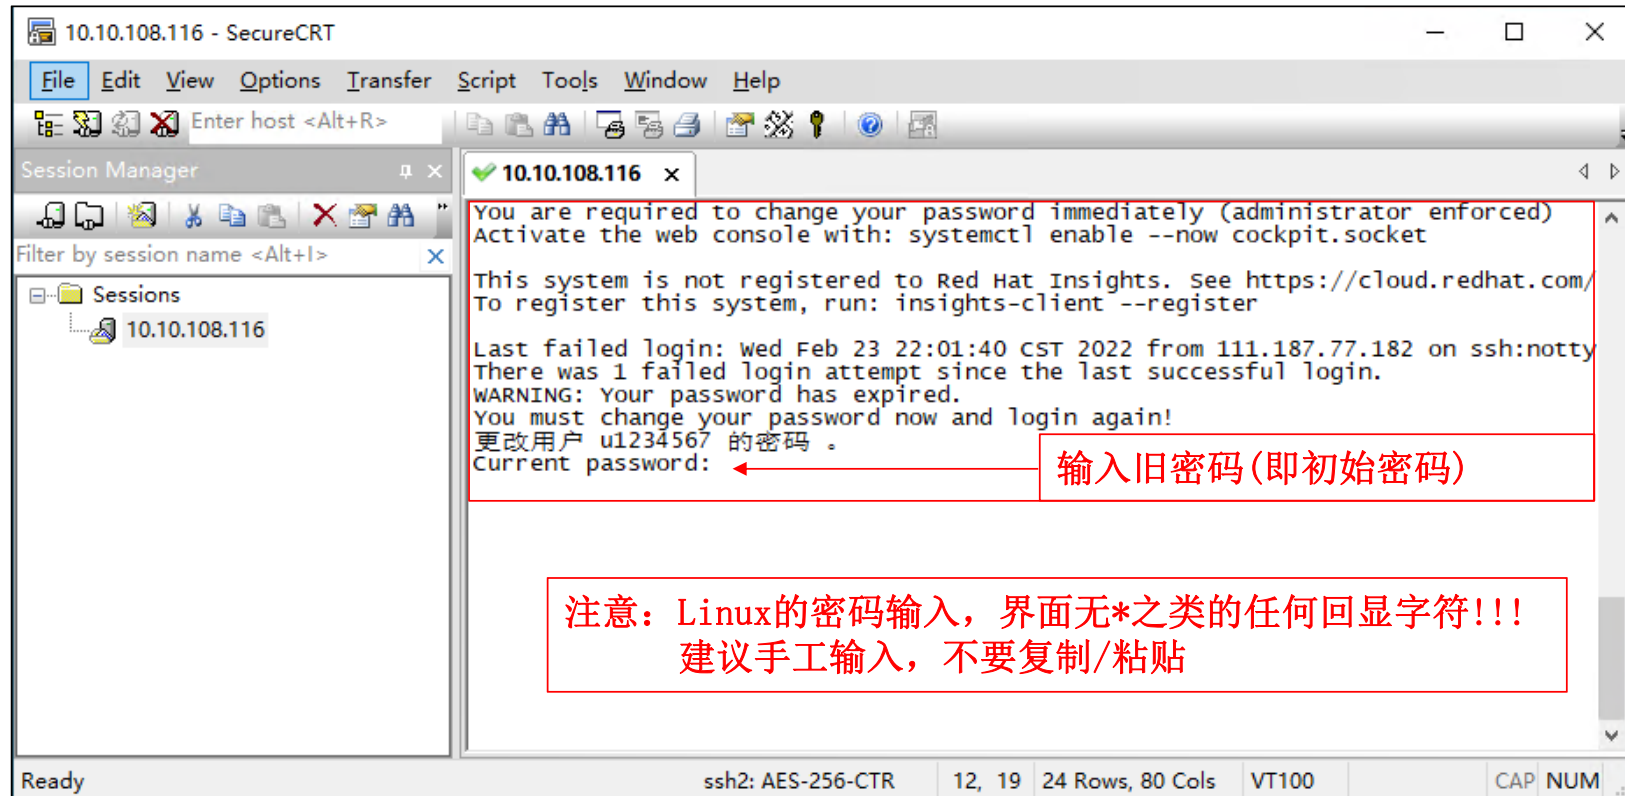 10.10.108.116 - SecureCRT
File Edit View Options Transfer Script Tools Window Help
Enter host <Alt+R>
Session Manager
10.10.108.116
Filter by session name <Alt+I>
Sessions
10.10.108.116
You are required to change your password immediately (administrator enforced)
Activate the web console with: systemctl enable --now cockpit.socket
This system is not registered to Red Hat Insights. See https://cloud.redhat.com/
To register this system, run: insights-client --register
Last failed login: Wed Feb 23 22:01:40 CST 2022 from 111.187.77.182 on ssh:notty
There was 1 failed login attempt since the last successful login.
WARNING: Your password has expired.
You must change your password now and login again!
更改用户 u1234567 的密码 。
Current password:
输入旧密码(即初始密码)
注意：Linux的密码输入，界面无*之类的任何回显字符!!!
建议手工输入，不要复制/粘贴
Ready ssh2: AES-256-CTR 12, 19 24 Rows, 80 Cols VT100 CAP NUM